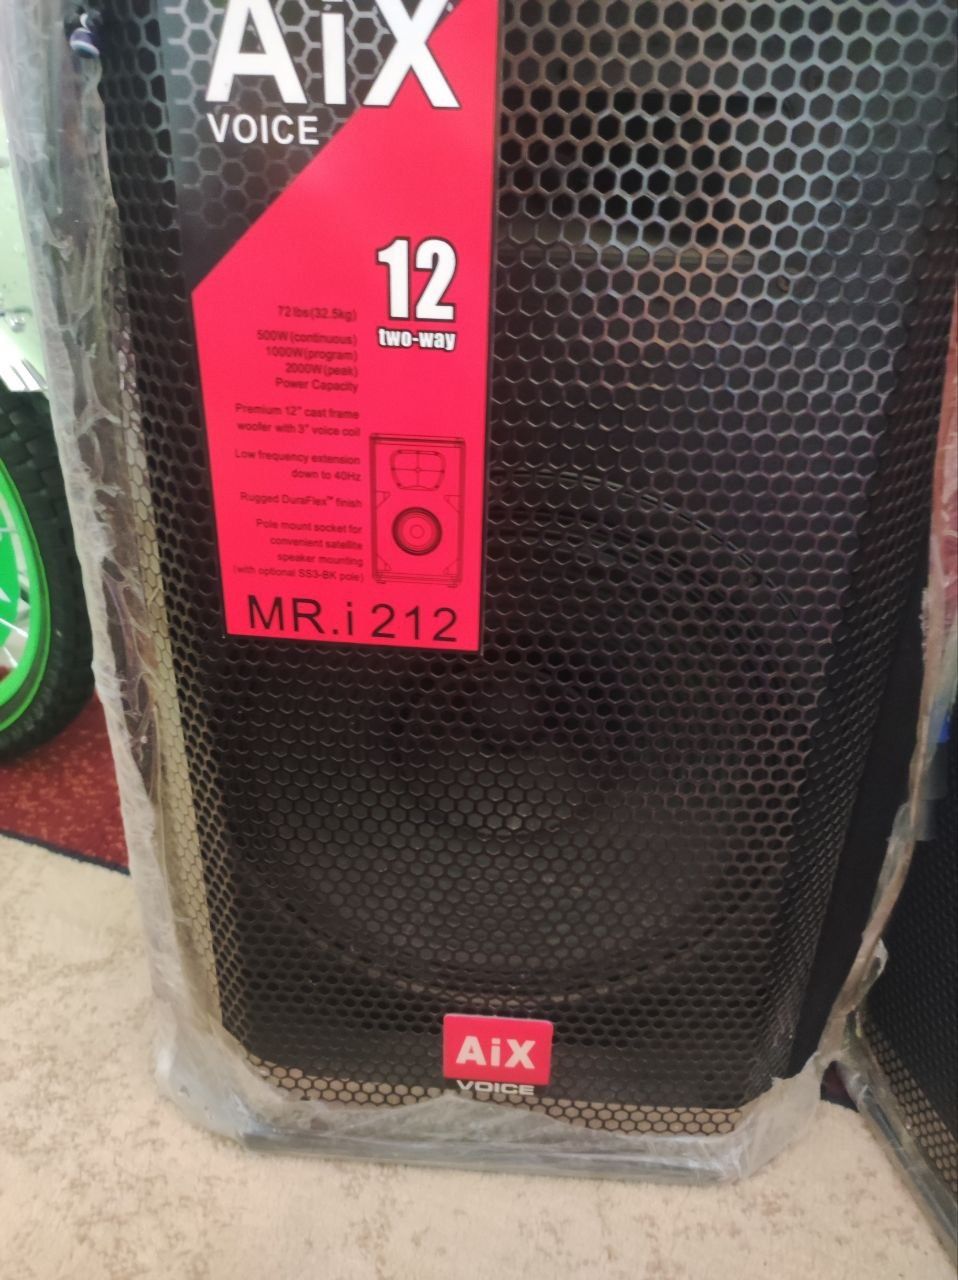 AiX
VOICE
12
two-way
72 lbs(32.5kg)
500W(continuous)
1000W(program)
2000W(peak)
Power Capacity
Premium 12" cast frame
woofer with 3" voice coil
Low frequency extension
down to 40Hz
Rugged DuraFlex™ finish
Pole mount socket for
convenient satellite
speaker mounting
(with optional SS3-BK pole)
MR.i 212
AiX
VOICE